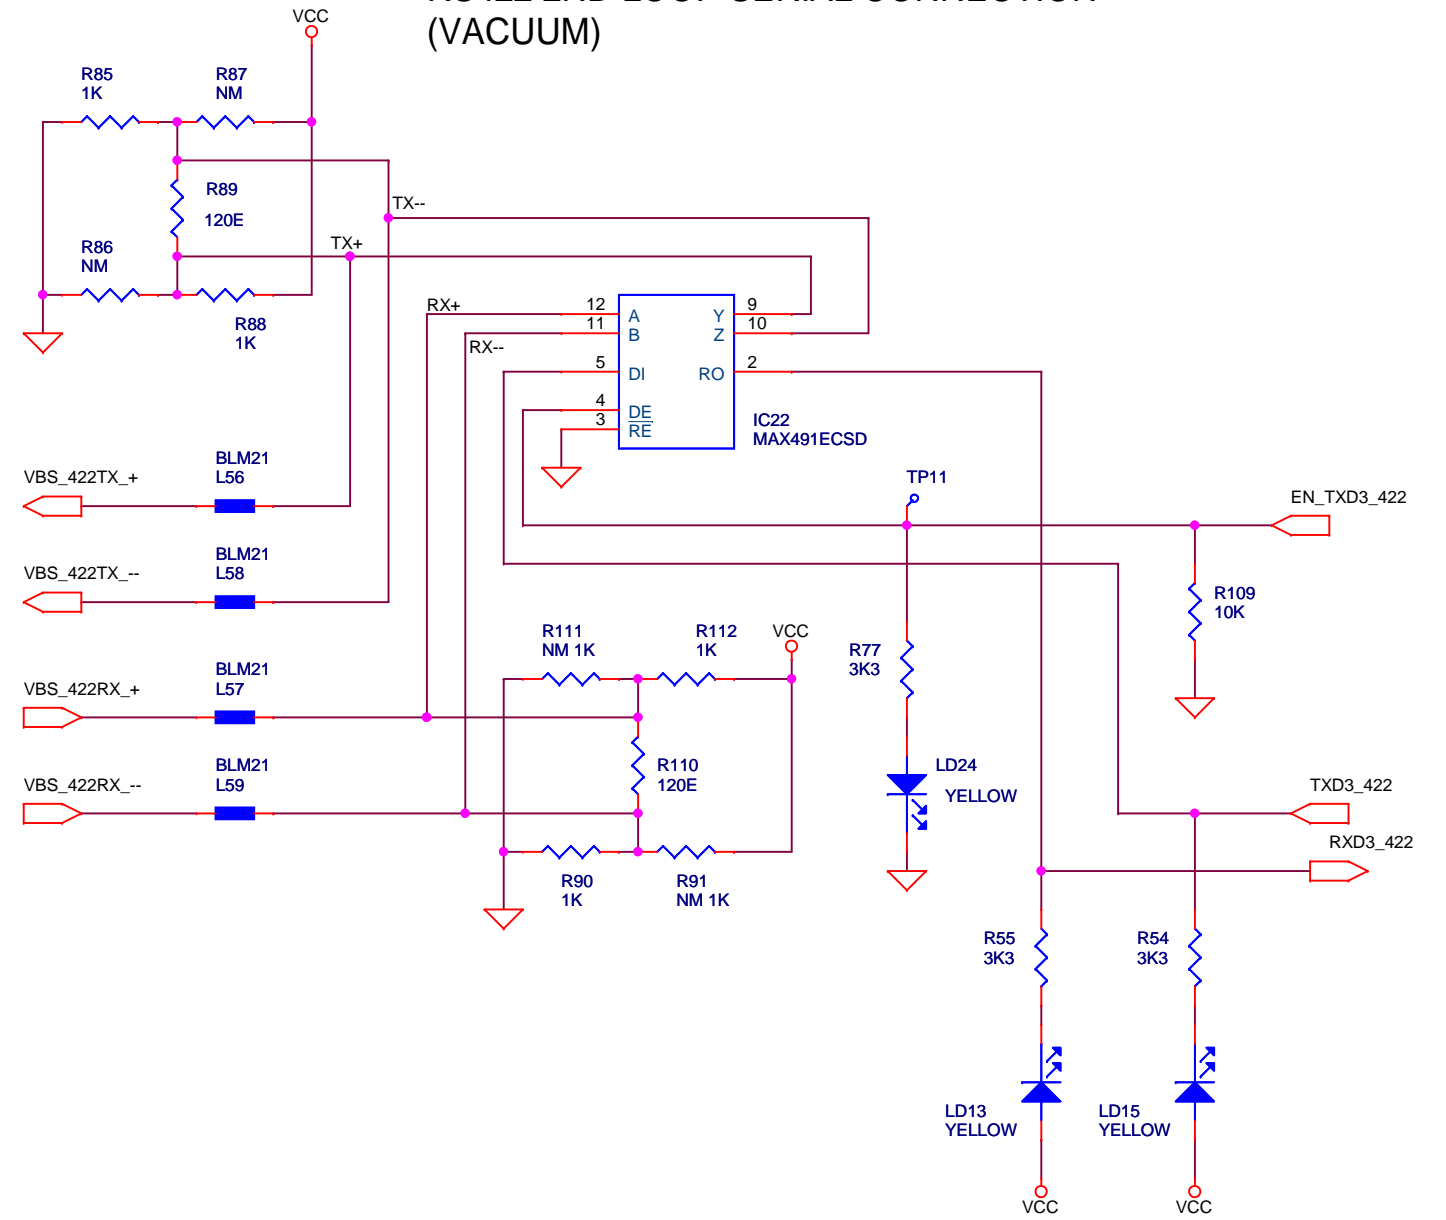 (VACUUM)
VCC
R85
1K
R87
NM
R89
120E
TX--
TX+
R86
NM
R88
1K
RX+
RX--
12
11
5
4
3
A
B
DI
DE
RE
Y
Z
RO
9
10
2
IC22
MAX491ECSD
BLM21
L56
VBS_422TX_+
TP11
EN_TXD3_422
BLM21
L58
VBS_422TX_--
R109
10K
R111
NM 1K
R112
1K
VCC
R77
3K3
BLM21
L57
VBS_422RX_+
BLM21
L59
VBS_422RX_--
R110
120E
LD24
YELLOW
TXD3_422
RXD3_422
R90
1K
R91
NM 1K
R55
3K3
R54
3K3
LD13
YELLOW
LD15
YELLOW
VCC
VCC